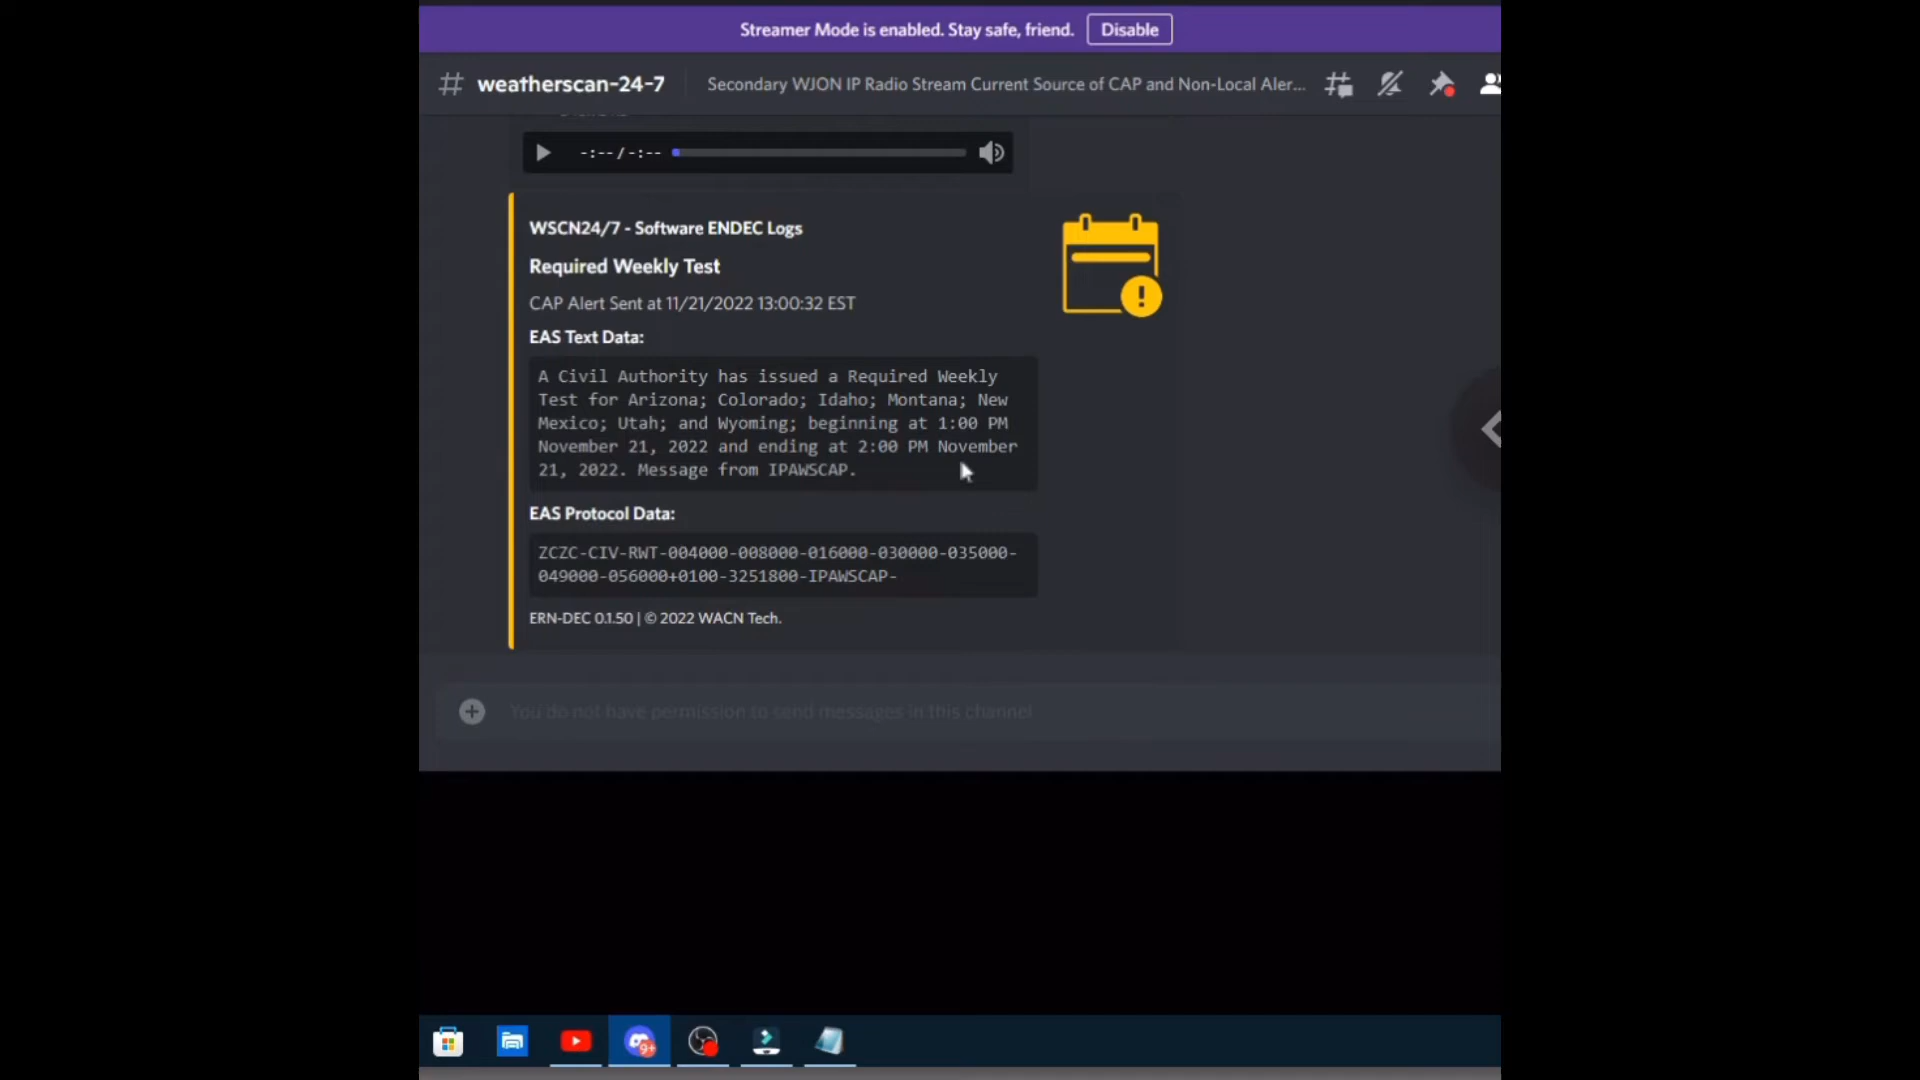 Streamer Mode is enabled. Stay safe, friend. Disable
weatherscan-24-7 Secondary WJON IP Radio Stream Current Source of CAP and Non-Local Aler...
-:--/-:--
WSCN24/7 - Software ENDEC Logs
Required Weekly Test
CAP Alert Sent at 11/21/2022 13:00:32 EST
EAS Text Data:
A Civil Authority has issued a Required Weekly
Test for Arizona; Colorado; Idaho; Montana; New
Mexico; Utah; and Wyoming; beginning at 1:00 PM
November 21, 2022 and ending at 2:00 PM November
21, 2022. Message from IPAWSCAP.
EAS Protocol Data:
ZCZC-CIV-RWT-004000-008000-016000-030000-035000-
049000-056000+0100-3251800-IPAWSCAP-
ERN-DEC 0.1.50 | © 2022 WACN Tech.
You do not have permission to send messages in this channel
9+